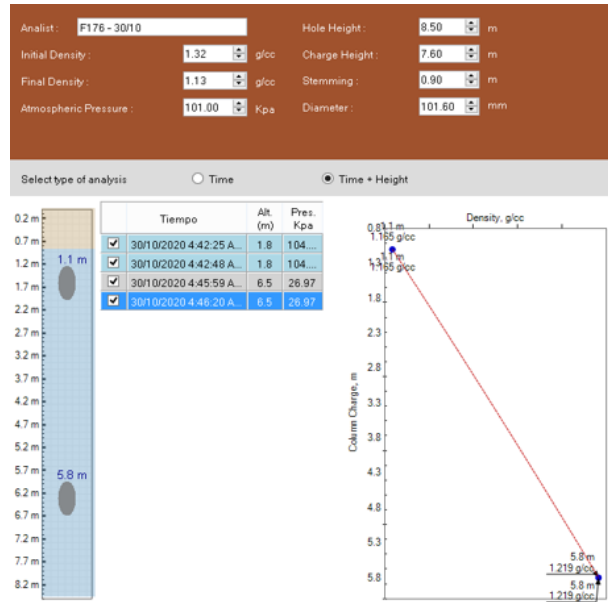 Analist : F176 - 30/10 Hole Height : 8.50 m
Initial Density : 1.32 g/cc Charge Height : 7.60 m
Final Density : 1.13 g/cc Stemming : 0.90 m
Atmospheric Pressure : 101.00 Kpa Diameter : 101.60 mm
Select type of analysis Time Time + Height
0.2 m
0.7 m
1.2 m
1.7 m
2.2 m
2.7 m
3.2 m
3.7 m
4.2 m
4.7 m
5.2 m
5.7 m
6.2 m
6.7 m
7.2 m
7.7 m
8.2 m
1.1 m
5.8 m
Tiempo Alt. (m) Pres. Kpa
30/10/2020 4:42:25 A... 1.8 104....
30/10/2020 4:42:48 A... 1.8 104....
30/10/2020 4:45:59 A... 6.5 26.97
30/10/2020 4:46:20 A... 6.5 26.97
Density, g/cc
Column Charge, m
0.8
1.3
1.8
2.3
2.8
3.3
3.8
4.3
4.8
5.3
5.8
1.1 m
1.165 g/cc
1.1 m
1.165 g/cc
5.8 m
1.219 g/cc
5.8 m
1.219 g/cc